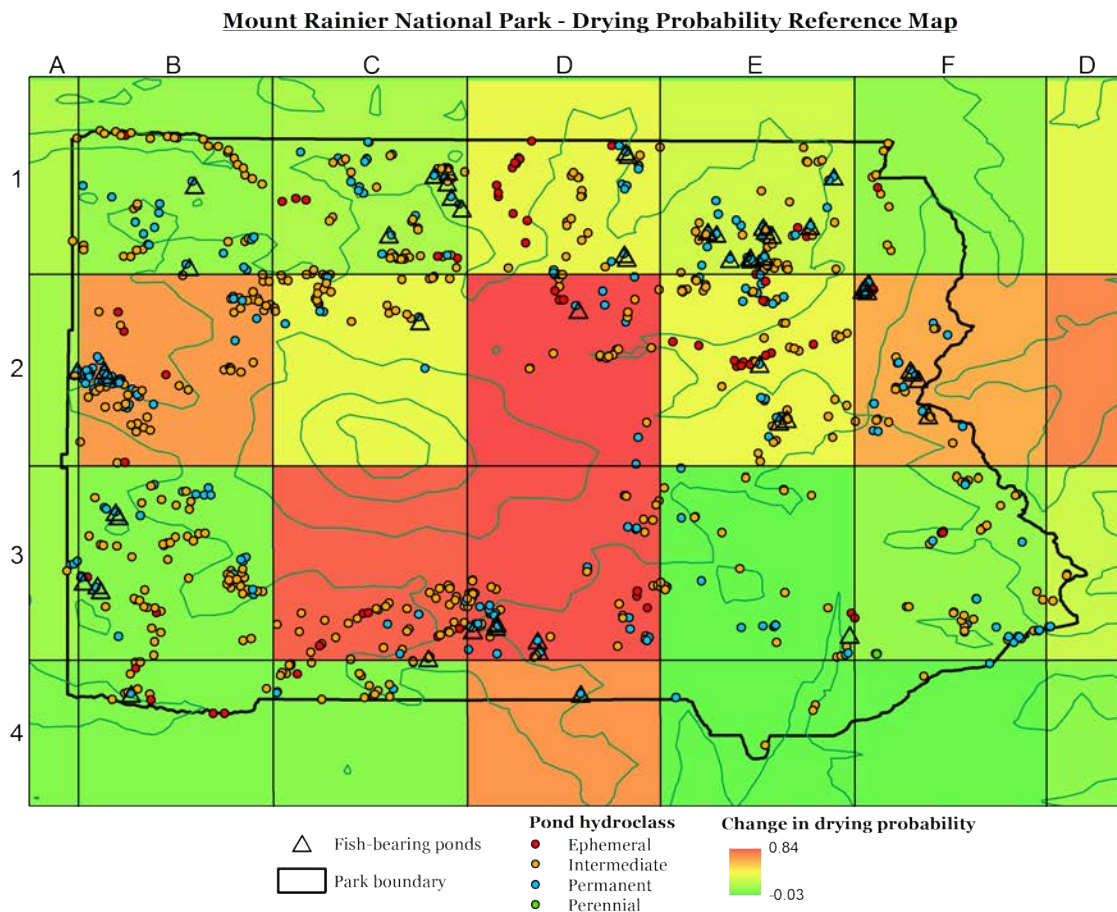 Mount Rainier National Park - Drying Probability Reference Map
A B C D E F D
1
2
3
4
Fish-bearing ponds
Park boundary
Pond hydroclass
Ephemeral
Intermediate
Permanent
Perennial
Change in drying probability
0.84
-0.03